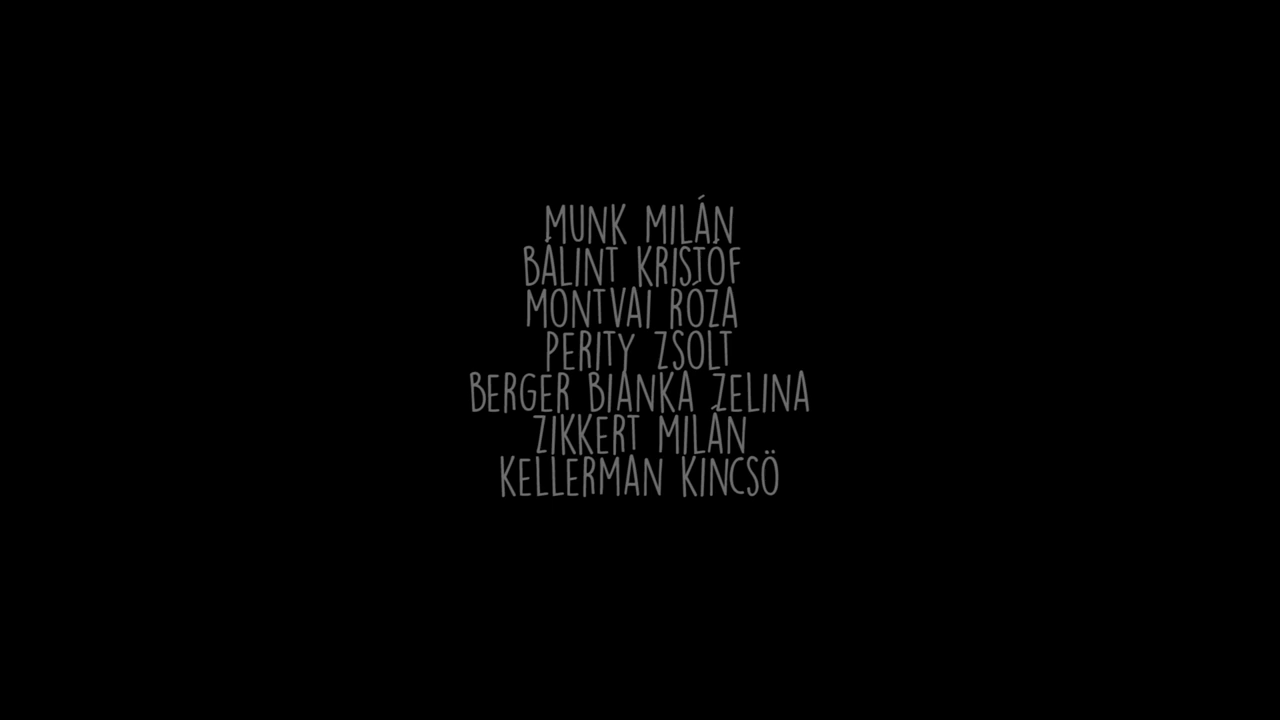 MUNK MILÁN
BÁLINT KRISTÓF
MONTVAI RÓZA
PERITY ZSOLT
BERGER BIANKA ZELINA
ZIKKERT MILÁN
KELLERMAN KINCSÖ